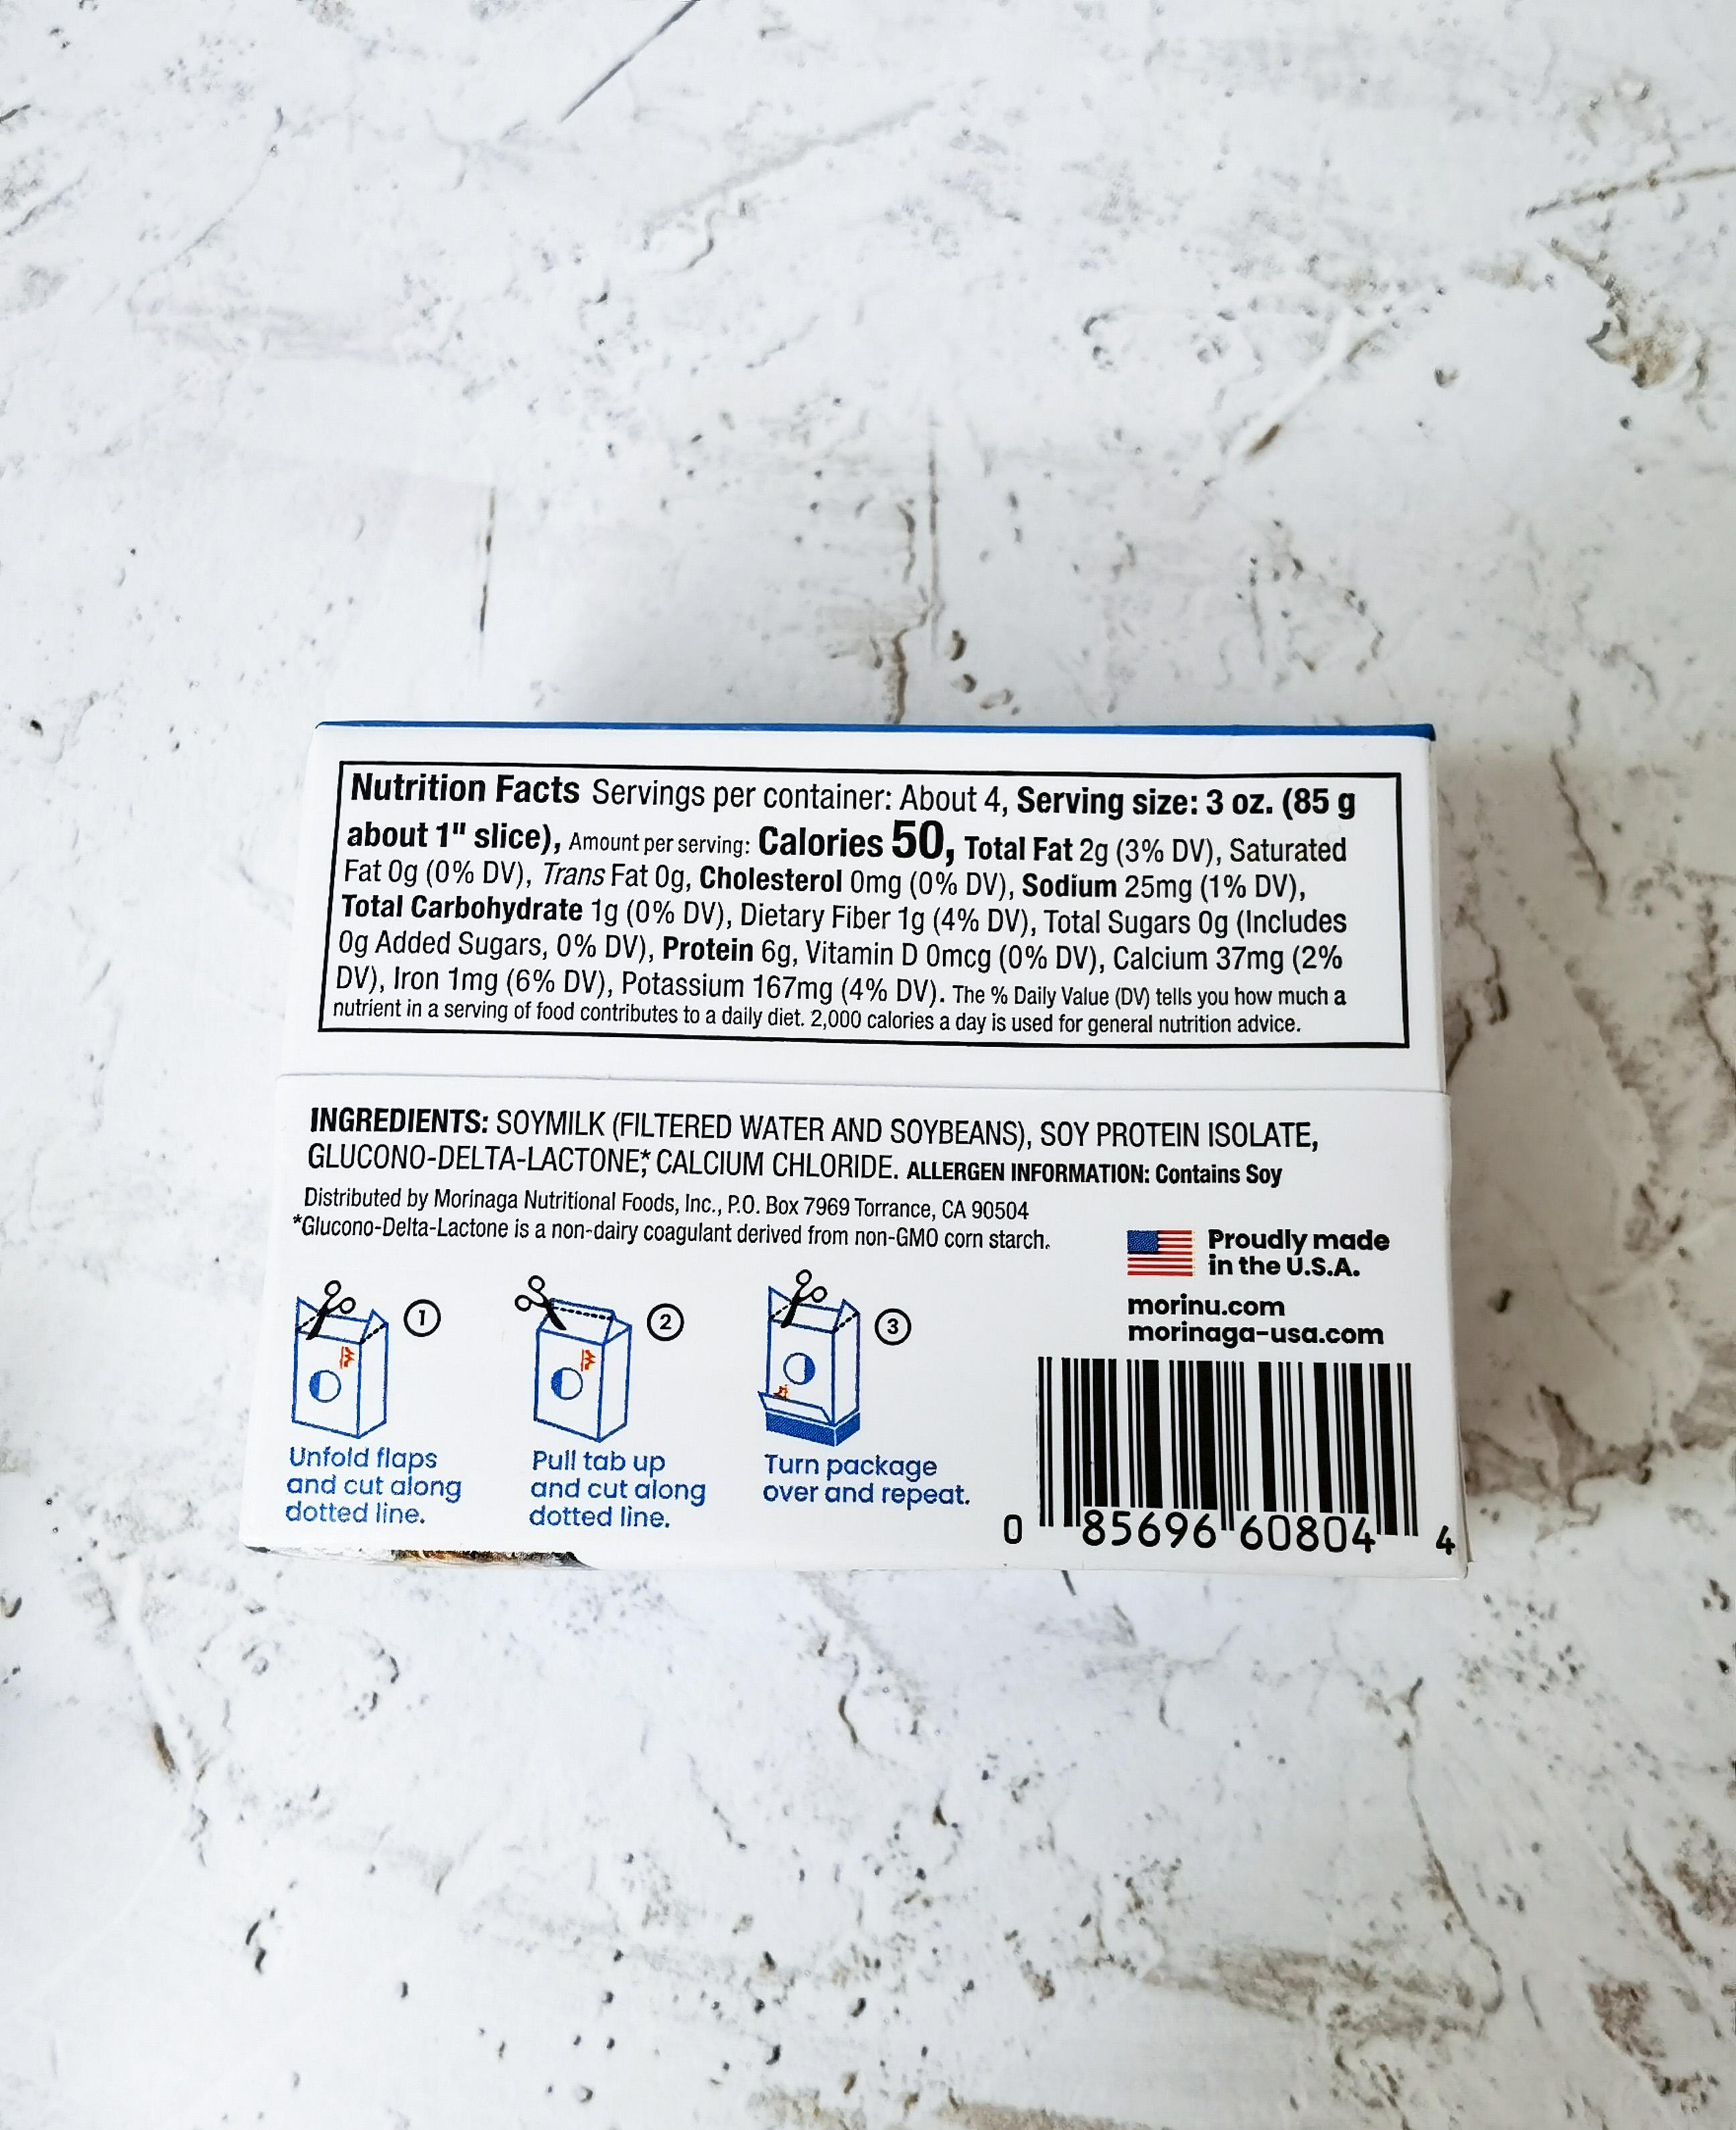 Nutrition Facts Servings per container: About 4, Serving size: 3 oz. (85 g
about 1" slice), Amount per serving: Calories 50, Total Fat 2g (3% DV), Saturated
Fat 0g (0% DV), Trans Fat 0g, Cholesterol 0mg (0% DV), Sodium 25mg (1% DV),
Total Carbohydrate 1g (0% DV), Dietary Fiber 1g (4% DV), Total Sugars 0g (Includes
0g Added Sugars, 0% DV), Protein 6g, Vitamin D 0mcg (0% DV), Calcium 37mg (2%
DV), Iron 1mg (6% DV), Potassium 167mg (4% DV). The % Daily Value (DV) tells you how much a
nutrient in a serving of food contributes to a daily diet. 2,000 calories a day is used for general nutrition advice.
INGREDIENTS: SOYMILK (FILTERED WATER AND SOYBEANS), SOY PROTEIN ISOLATE,
GLUCONO-DELTA-LACTONE,* CALCIUM CHLORIDE. ALLERGEN INFORMATION: Contains Soy
Distributed by Morinaga Nutritional Foods, Inc., P.O. Box 7969 Torrance, CA 90504
*Glucono-Delta-Lactone is a non-dairy coagulant derived from non-GMO corn starch.
Proudly made
in the U.S.A.
morinu.com
morinaga-usa.com
1
Unfold flaps
and cut along
dotted line.
2
Pull tab up
and cut along
dotted line.
3
Turn package
over and repeat.
0 85696 60804 4